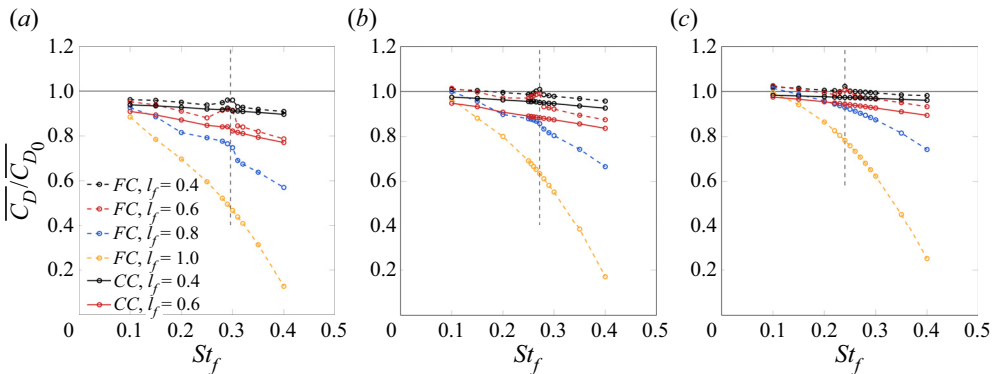 (a)
(b)
(c)
1.2
1.0
0.8
0.6
0.4
0.2
0
0.1 0.2 0.3 0.4 0.5
St_f
C_D/C_D0
FC, l_f = 0.4
FC, l_f = 0.6
FC, l_f = 0.8
FC, l_f = 1.0
CC, l_f = 0.4
CC, l_f = 0.6
1.2
1.0
0.8
0.6
0.4
0.2
0
0.1 0.2 0.3 0.4 0.5
St_f
1.2
1.0
0.8
0.6
0.4
0.2
0
0.1 0.2 0.3 0.4 0.5
St_f